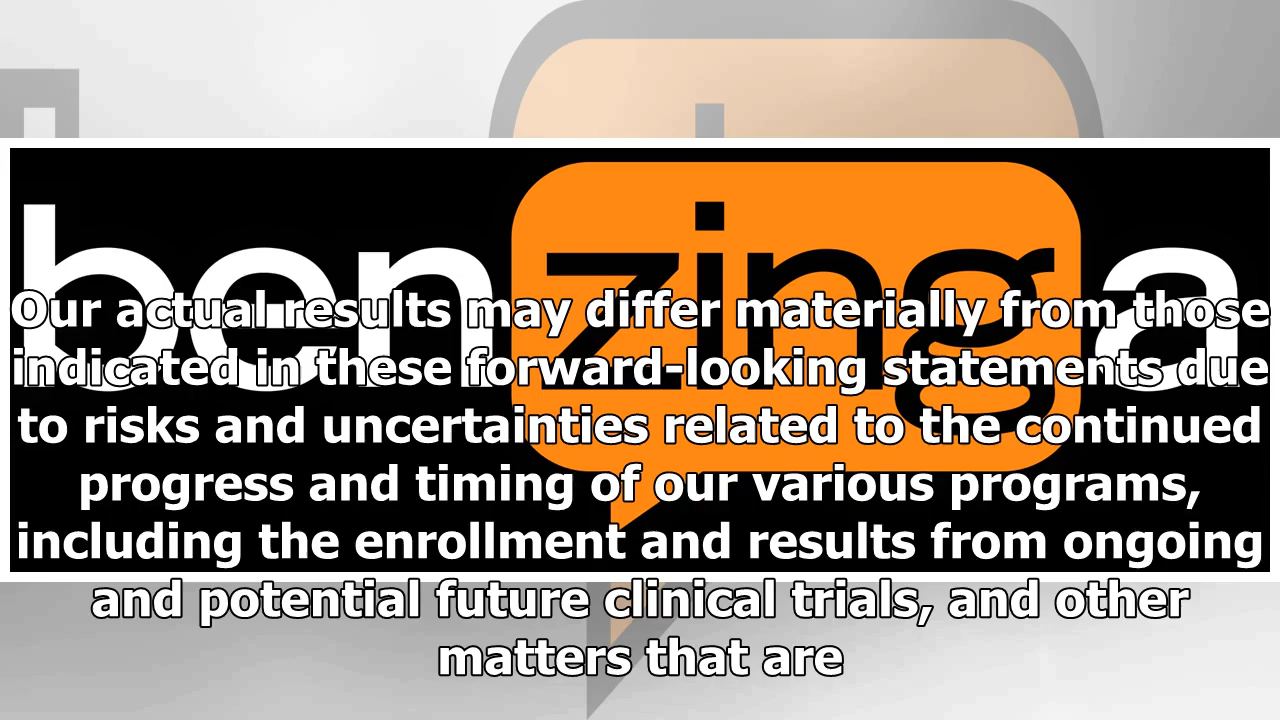 benzinga
Our actual results may differ materially from those
indicated in these forward-looking statements due
to risks and uncertainties related to the continued
progress and timing of our various programs,
including the enrollment and results from ongoing
and potential future clinical trials, and other
matters that are